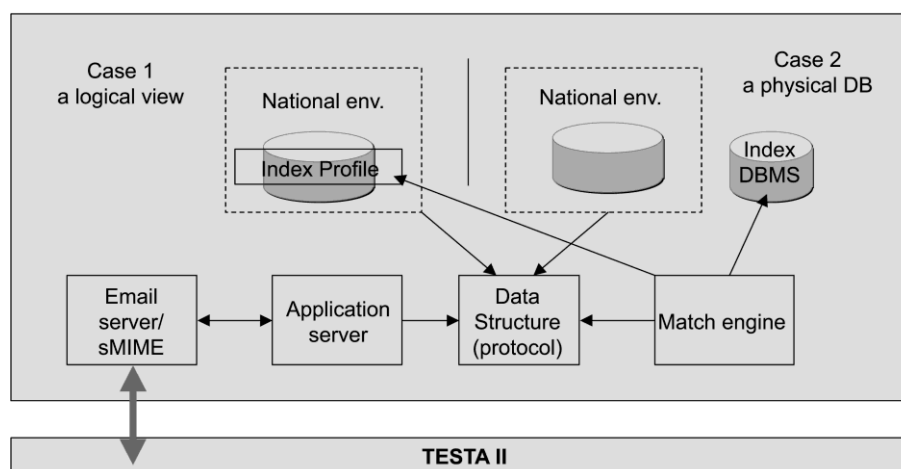 Case 1
a logical view
National env.
Index Profile
National env.
Case 2
a physical DB
Index
DBMS
Email
server/
sMIME
Application
server
Data
Structure
(protocol)
Match engine
TESTA II